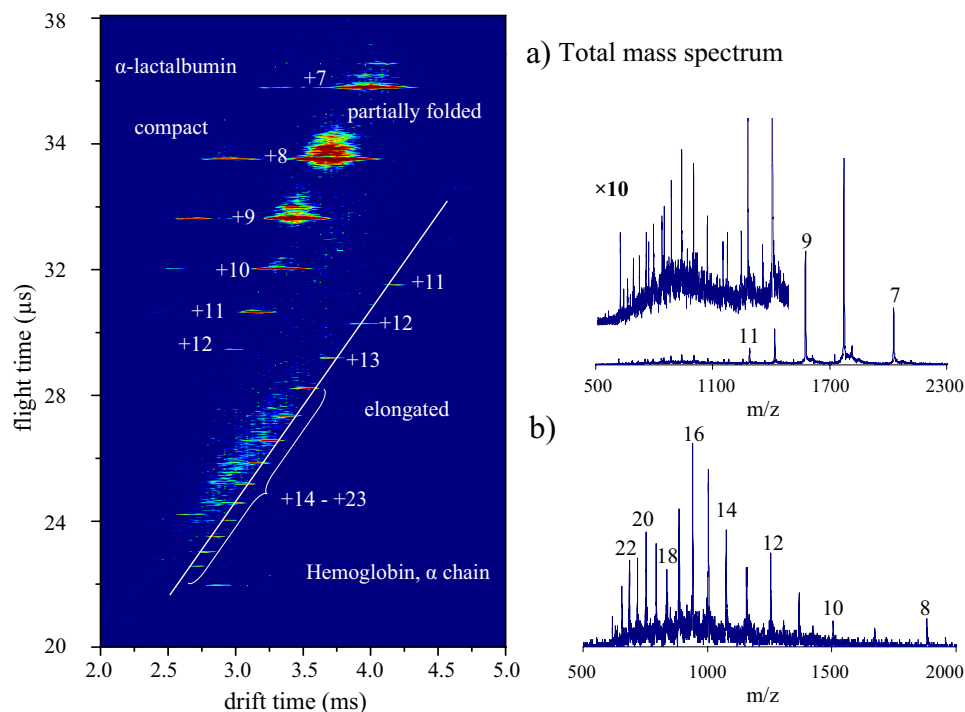 38
36
34
32
30
28
26
24
22
20
flight time (μs)
2.0 2.5 3.0 3.5 4.0 4.5 5.0
drift time (ms)
α-lactalbumin
+7
partially folded
compact
+8
+9
+10
+11
+11
+12
+12
+13
elongated
+14 - +23
Hemoglobin, α chain
a) Total mass spectrum
×10
9
7
11
500 1100 1700 2300
m/z
b)
16
20
14
22
18
12
10
8
500 1000 1500 2000
m/z